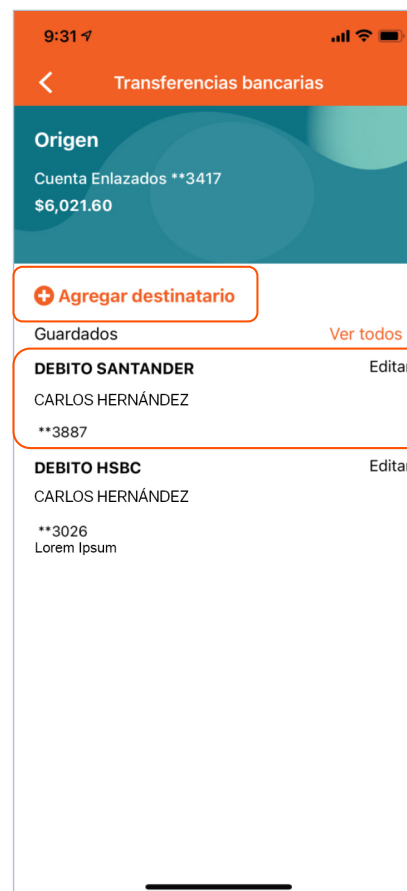 9:31
Transferencias bancarias
Origen
Cuenta Enlazados **3417
$6,021.60
Agregar destinatario
Guardados Ver todos
DEBITO SANTANDER Editar
CARLOS HERNÁNDEZ
**3887
DEBITO HSBC Editar
CARLOS HERNÁNDEZ
**3026
Lorem Ipsum